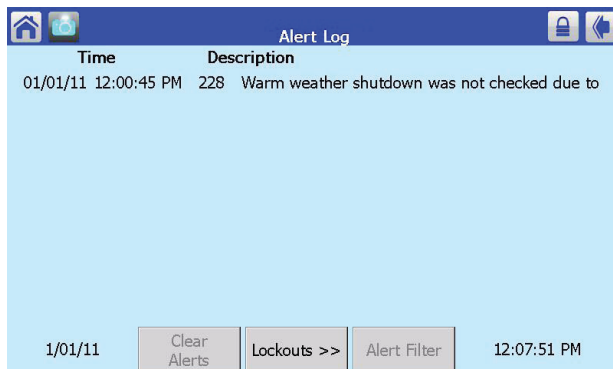 Alert Log
Time Description
01/01/11 12:00:45 PM 228 Warm weather shutdown was not checked due to
1/01/11 Clear Alerts Lockouts >> Alert Filter 12:07:51 PM